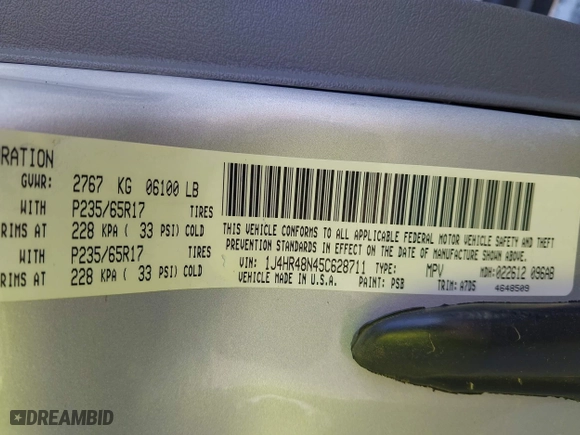 RATION
GVWR: 2767 KG 06100 LB
WITH P235/65R17 TIRES
RIMS AT 228 KPA ( 33 PSI) COLD
WITH P235/65R17 TIRES
RIMS AT 228 KPA ( 33 PSI) COLD
THIS VEHICLE CONFORMS TO ALL APPLICABLE FEDERAL MOTOR VEHICLE SAFETY AND THEFT
PREVENTION STANDARDS IN EFFECT ON THE DATE OF MANUFACTURE SHOWN ABOVE.
VIN: 1J4HR48N45C628711 TYPE: MPV MDH:022612 096AB
VEHICLE MADE IN U.S.A. PAINT: PSB TRIM: A7D5 4648509
DREAMBID